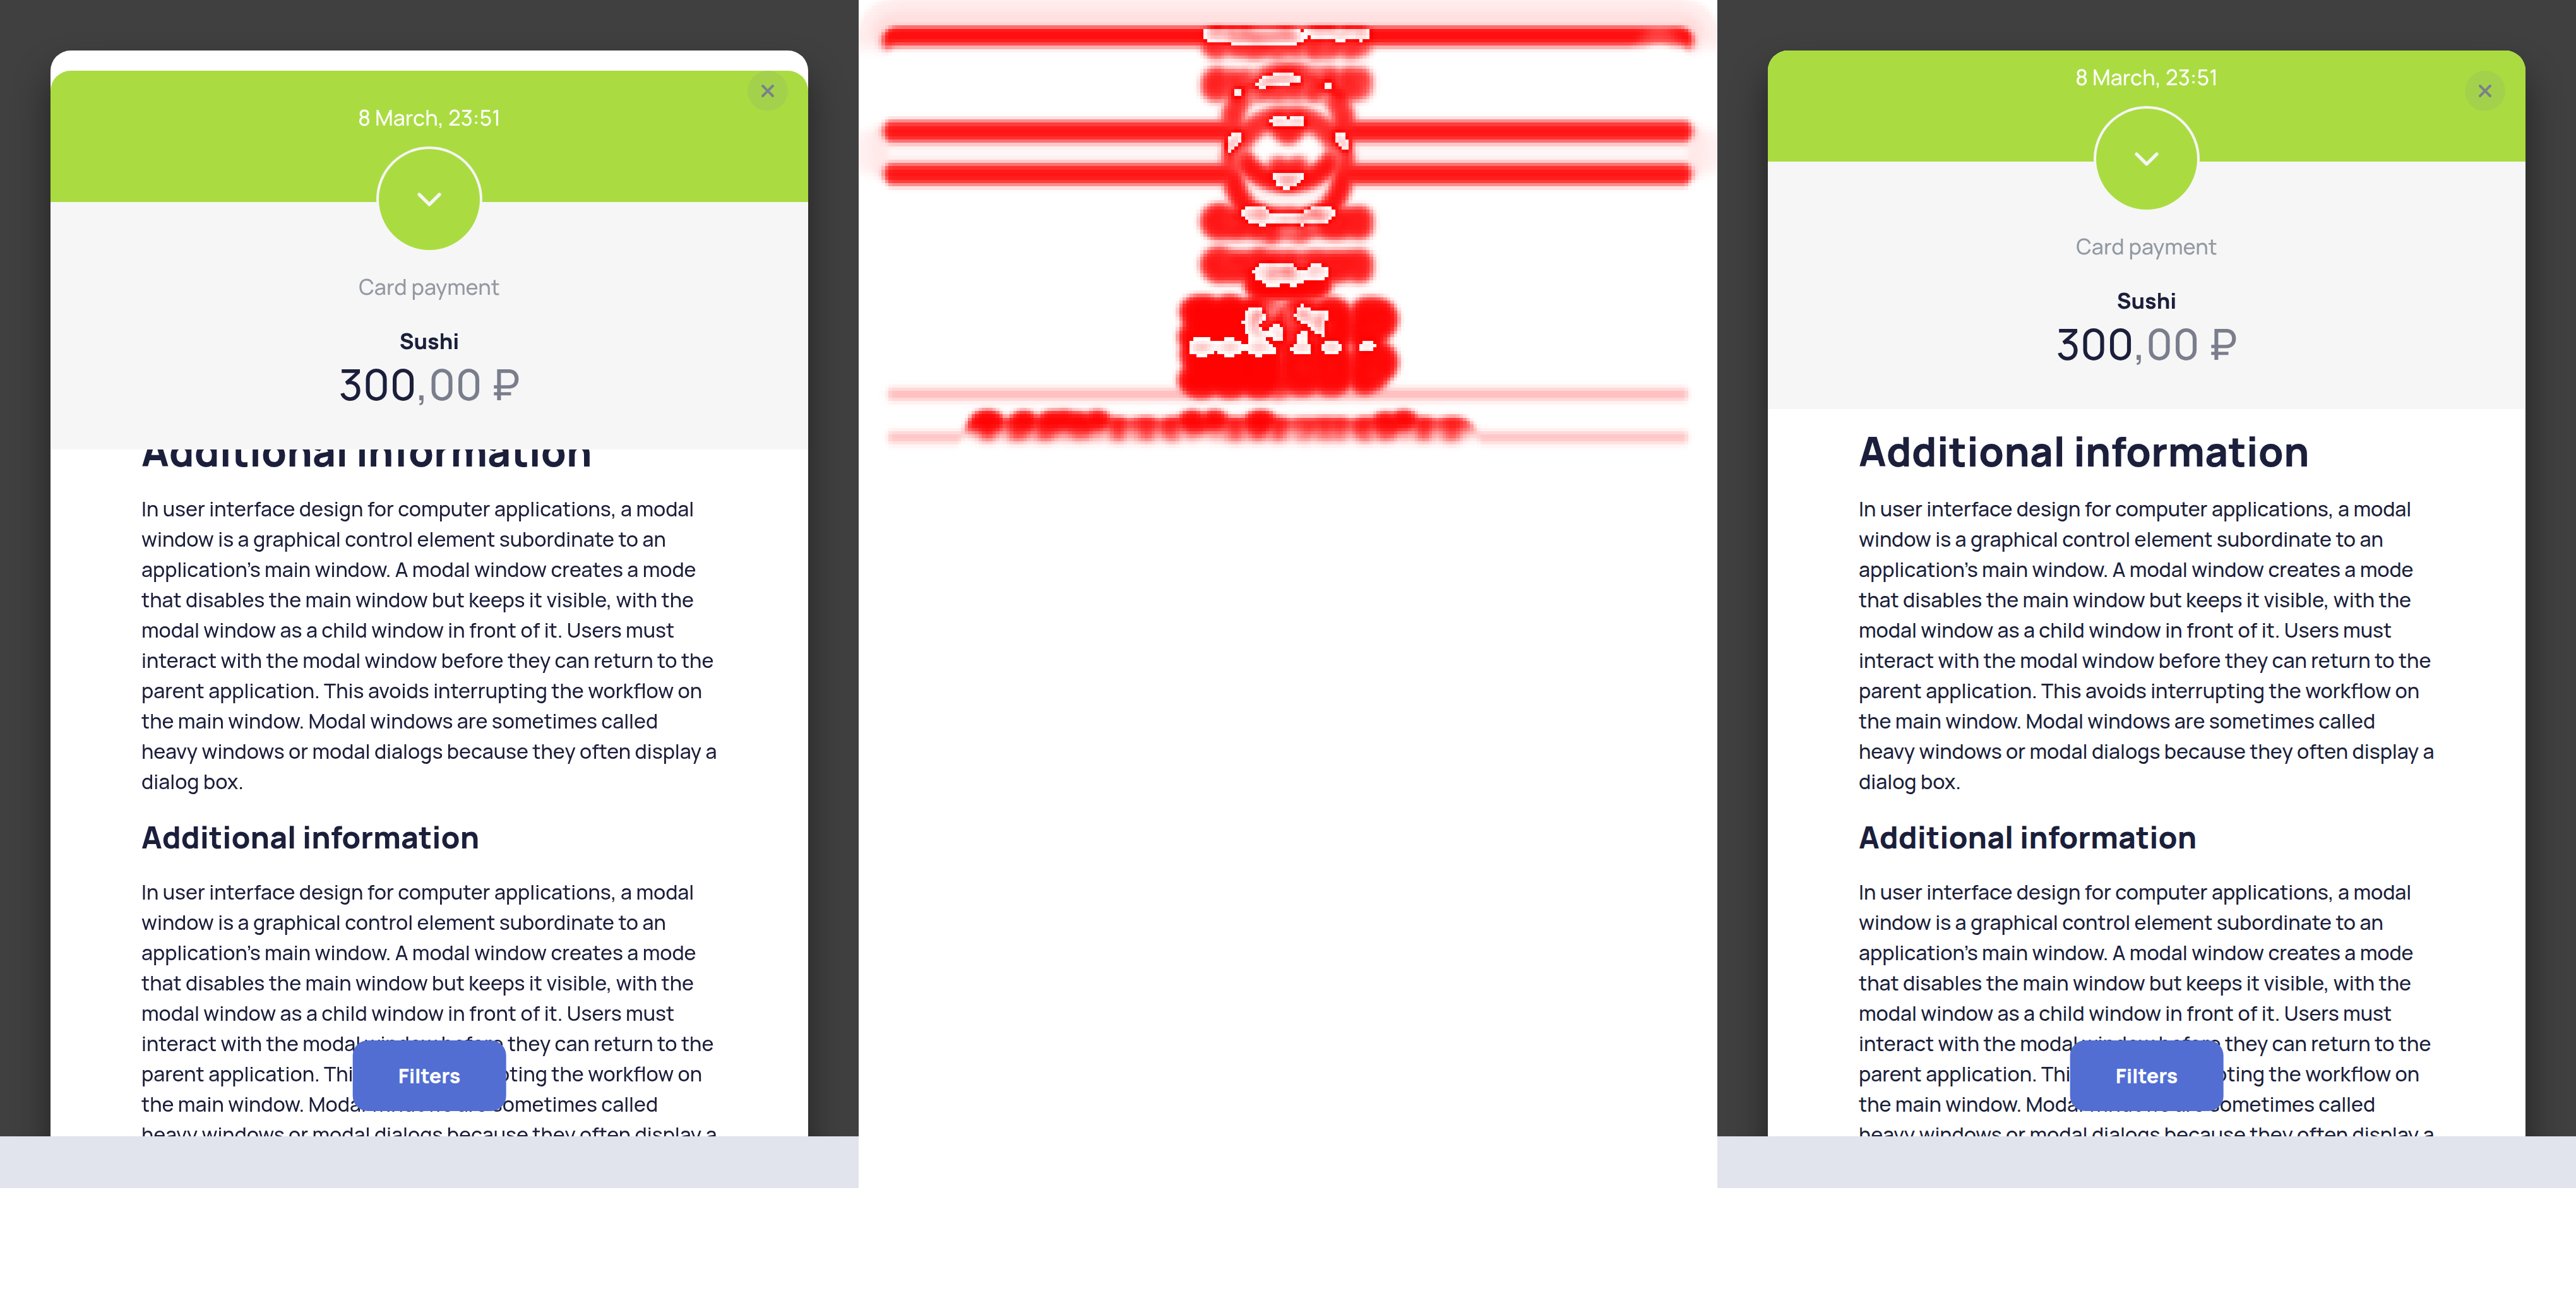 8 March, 23:51
Card payment
Sushi
300,00 ₽
Additional information
In user interface design for computer applications, a modal
window is a graphical control element subordinate to an
application's main window. A modal window creates a mode
that disables the main window but keeps it visible, with the
modal window as a child window in front of it. Users must
interact with the modal window before they can return to the
parent application. This avoids interrupting the workflow on
the main window. Modal windows are sometimes called
heavy windows or modal dialogs because they often display a
dialog box.
Additional information
In user interface design for computer applications, a modal
window is a graphical control element subordinate to an
application's main window. A modal window creates a mode
that disables the main window but keeps it visible, with the
modal window as a child window in front of it. Users must
interact with the modal window before they can return to the
parent application. Thi pting the workflow on
the main window. Moda ometimes called
heavy windows or modal dialogs because they often display a
Filters
8 March, 23:51
Card payment
Sushi
300,00 ₽
Additional information
In user interface design for computer applications, a modal
window is a graphical control element subordinate to an
application's main window. A modal window creates a mode
that disables the main window but keeps it visible, with the
modal window as a child window in front of it. Users must
interact with the modal window before they can return to the
parent application. This avoids interrupting the workflow on
the main window. Modal windows are sometimes called
heavy windows or modal dialogs because they often display a
dialog box.
Additional information
In user interface design for computer applications, a modal
window is a graphical control element subordinate to an
application's main window. A modal window creates a mode
that disables the main window but keeps it visible, with the
modal window as a child window in front of it. Users must
interact with the modal window before they can return to the
parent application. Thi pting the workflow on
the main window. Moda ometimes called
heavy windows or modal dialogs because they often display a
Filters